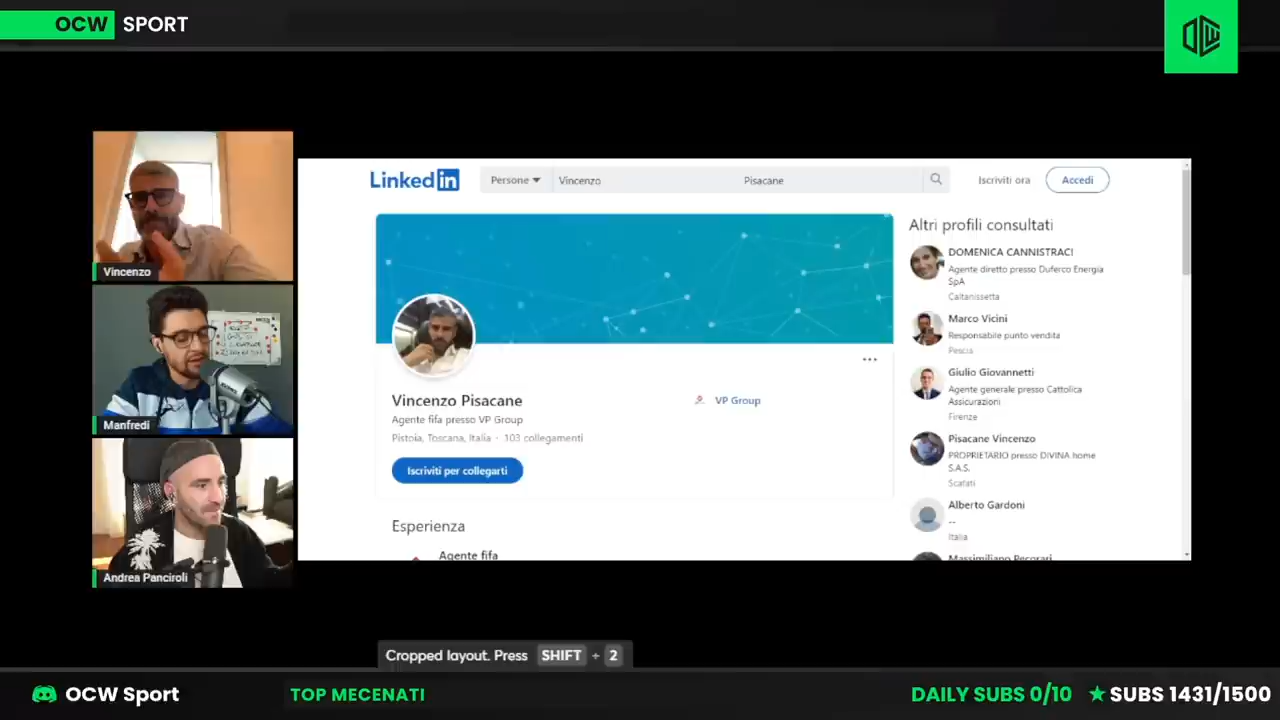 OCW SPORT
Vincenzo
Manfredi
Andrea Panciroli
Linked in
Persone
Vincenzo
Pisacane
Iscriviti ora
Accedi
Vincenzo Pisacane
Agente fifa presso VP Group
Pistoia, Toscana, Italia · 103 collegamenti
VP Group
Iscriviti per collegarti
Esperienza
Agente fifa
Altri profili consultati
DOMENICA CANNISTRACI
Agente diretto presso Duferco Energia
SpA
Caltanissetta
Marco Vicini
Responsabile punto vendita
Pescia
Giulio Giovannetti
Agente generale presso Cattolica
Assicurazioni
Firenze
Pisacane Vincenzo
PROPRIETARIO presso DIVINA home
S.A.S.
Scafati
Alberto Gardoni
--
Italia
Massimiliano Pecorari
Cropped layout. Press SHIFT + 2
OCW Sport
TOP MECENATI
DAILY SUBS 0/10
SUBS 1431/1500